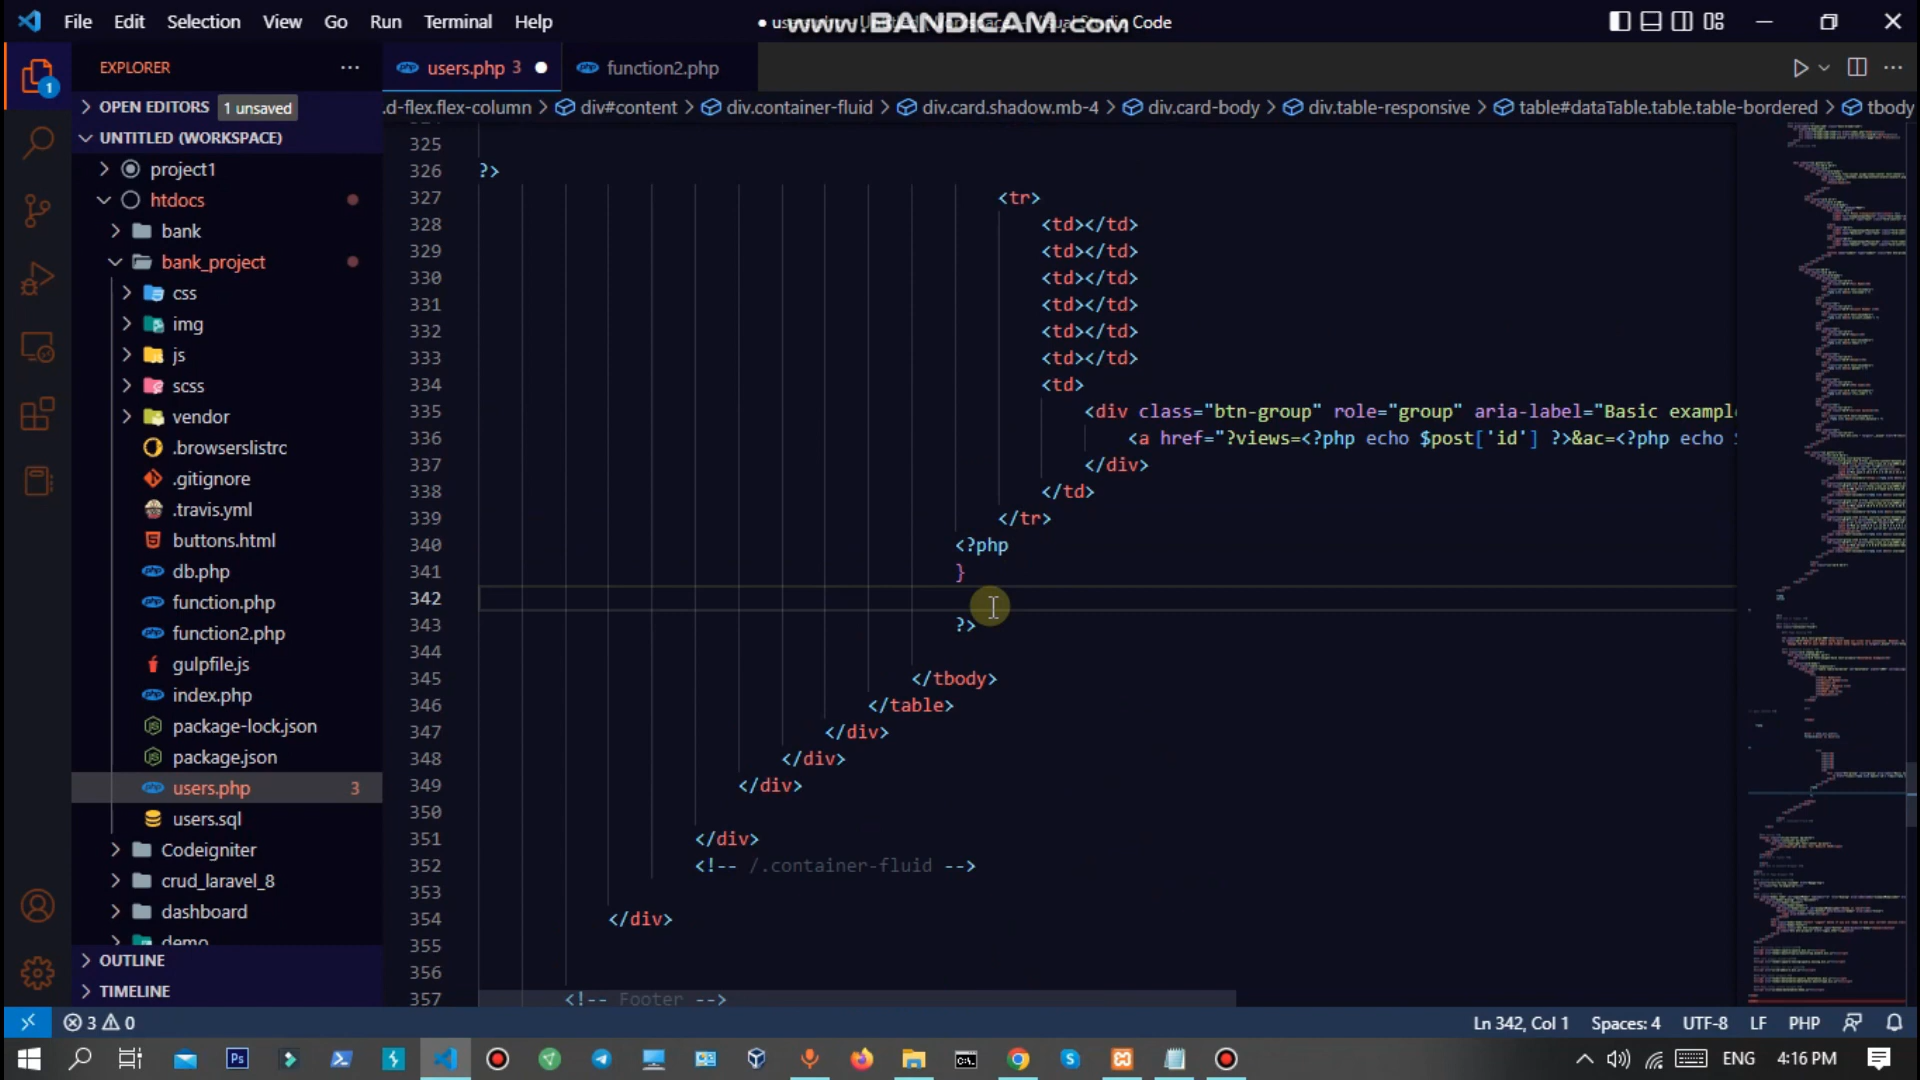 File Edit Selection View Go Run Terminal Help
www.BANDICAM.com
Studio Code
EXPLORER
users.php 3
function2.php
OPEN EDITORS 1 unsaved
.d-flex.flex-column > div#content > div.container-fluid > div.card.shadow.mb-4 > div.card-body > div.table-responsive > table#dataTable.table.table-bordered > tbody
UNTITLED (WORKSPACE)
project1
htdocs
bank
bank_project
css
img
js
scss
vendor
.browserslistrc
.gitignore
.travis.yml
buttons.html
db.php
function.php
function2.php
gulpfile.js
index.php
package-lock.json
package.json
users.php 3
users.sql
Codeigniter
crud_laravel_8
dashboard
demo
OUTLINE
TIMELINE
325
326 ?>
327 <tr>
328 <td></td>
329 <td></td>
330 <td></td>
331 <td></td>
332 <td></td>
333 <td></td>
334 <td>
335 <div class="btn-group" role="group" aria-label="Basic exampl
336 <a href="?views=<?php echo $post['id'] ?>&ac=<?php echo
337 </div>
338 </td>
339 </tr>
340 <?php
341 }
342
343 ?>
344
345 </tbody>
346 </table>
347 </div>
348 </div>
349 </div>
350
351 </div>
352 <!-- /.container-fluid -->
353
354 </div>
355
356
357 <!-- Footer -->
3 0
Ln 342, Col 1 Spaces: 4 UTF-8 LF PHP
ENG 4:16 PM